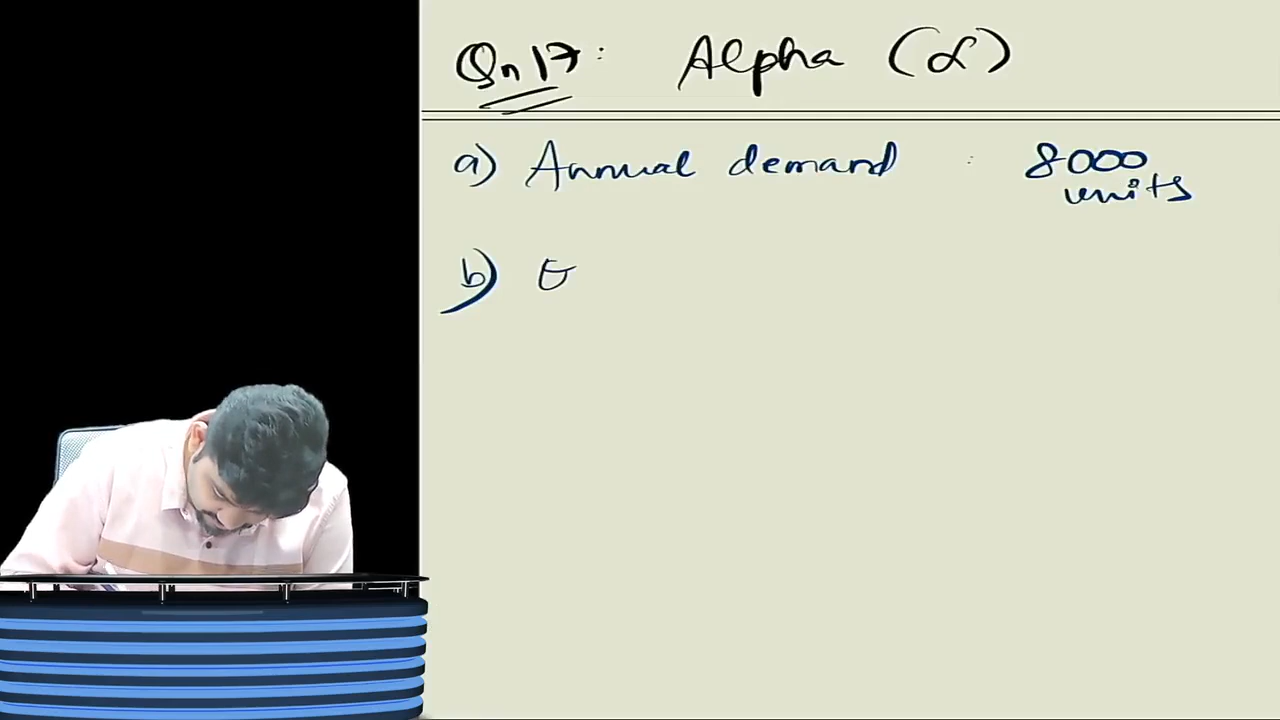 Qn 17: Alpha (α)
a) Annual demand : 8000
units
b)